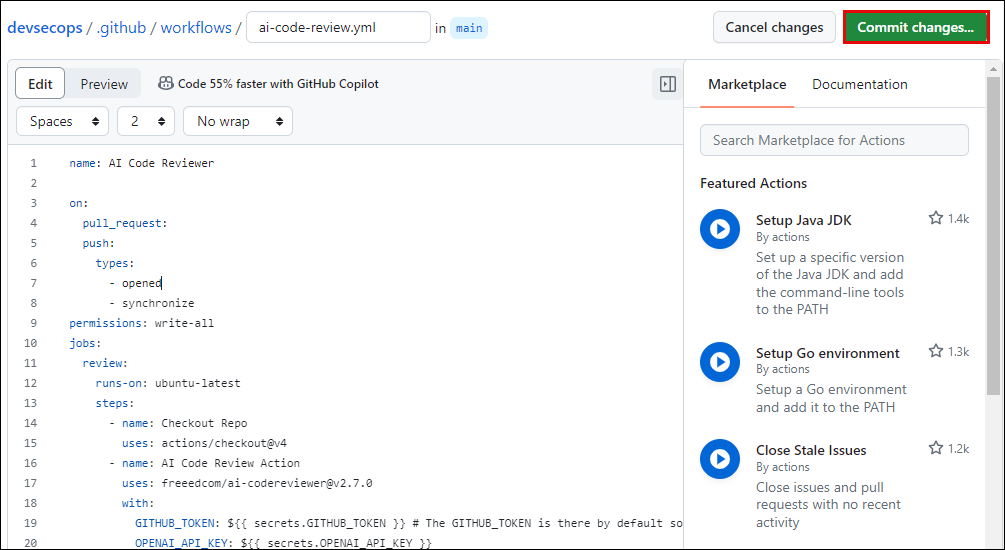 devsecops / .github / workflows / ai-code-review.yml in main Cancel changes Commit changes...
Edit Preview Code 55% faster with GitHub Copilot
Spaces 2 No wrap
1 name: AI Code Reviewer
2
3 on:
4 pull_request:
5 push:
6 types:
7 - opened
8 - synchronize
9 permissions: write-all
10 jobs:
11 review:
12 runs-on: ubuntu-latest
13 steps:
14 - name: Checkout Repo
15 uses: actions/checkout@v4
16 - name: AI Code Review Action
17 uses: freeedcom/ai-codereviewer@v2.7.0
18 with:
19 GITHUB_TOKEN: ${{ secrets.GITHUB_TOKEN }} # The GITHUB_TOKEN is there by default so
20 OPENAI_API_KEY: ${{ secrets.OPENAI_API_KEY }}
Marketplace Documentation
Search Marketplace for Actions
Featured Actions
Setup Java JDK 1.4k
By actions
Set up a specific version
of the Java JDK and add
the command-line tools
to the PATH
Setup Go environment 1.3k
By actions
Setup a Go environment
and add it to the PATH
Close Stale Issues 1.2k
By actions
Close issues and pull
requests with no recent
activity